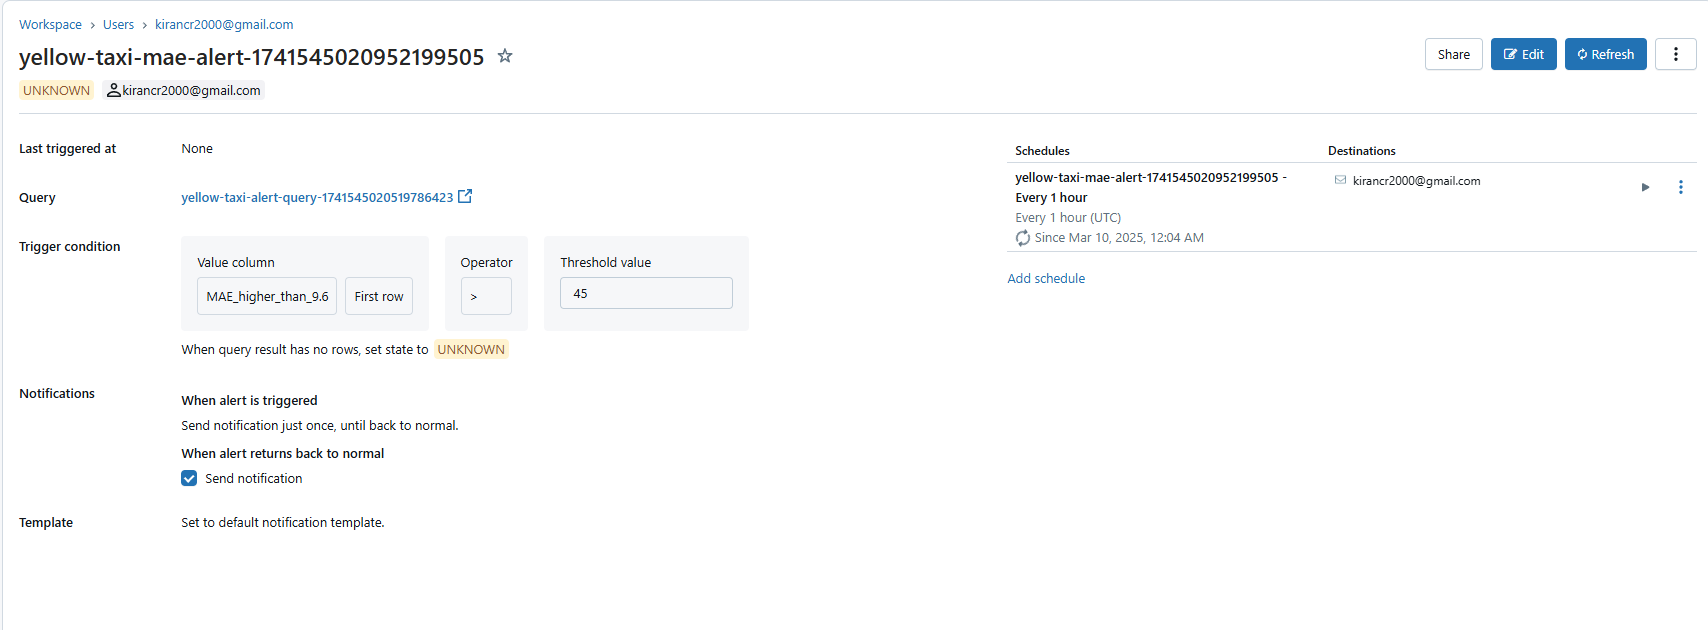 Workspace › Users › kirancr2000@gmail.com
yellow-taxi-mae-alert-1741545020952199505
Share Edit Refresh
UNKNOWN kirancr2000@gmail.com
Last triggered at None
Query yellow-taxi-alert-query-1741545020519786423
Trigger condition
Value column Operator Threshold value
MAE_higher_than_9.6 First row > 45
When query result has no rows, set state to UNKNOWN
Notifications
When alert is triggered
Send notification just once, until back to normal.
When alert returns back to normal
Send notification
Template Set to default notification template.
Schedules Destinations
yellow-taxi-mae-alert-1741545020952199505 - kirancr2000@gmail.com
Every 1 hour
Every 1 hour (UTC)
Since Mar 10, 2025, 12:04 AM
Add schedule